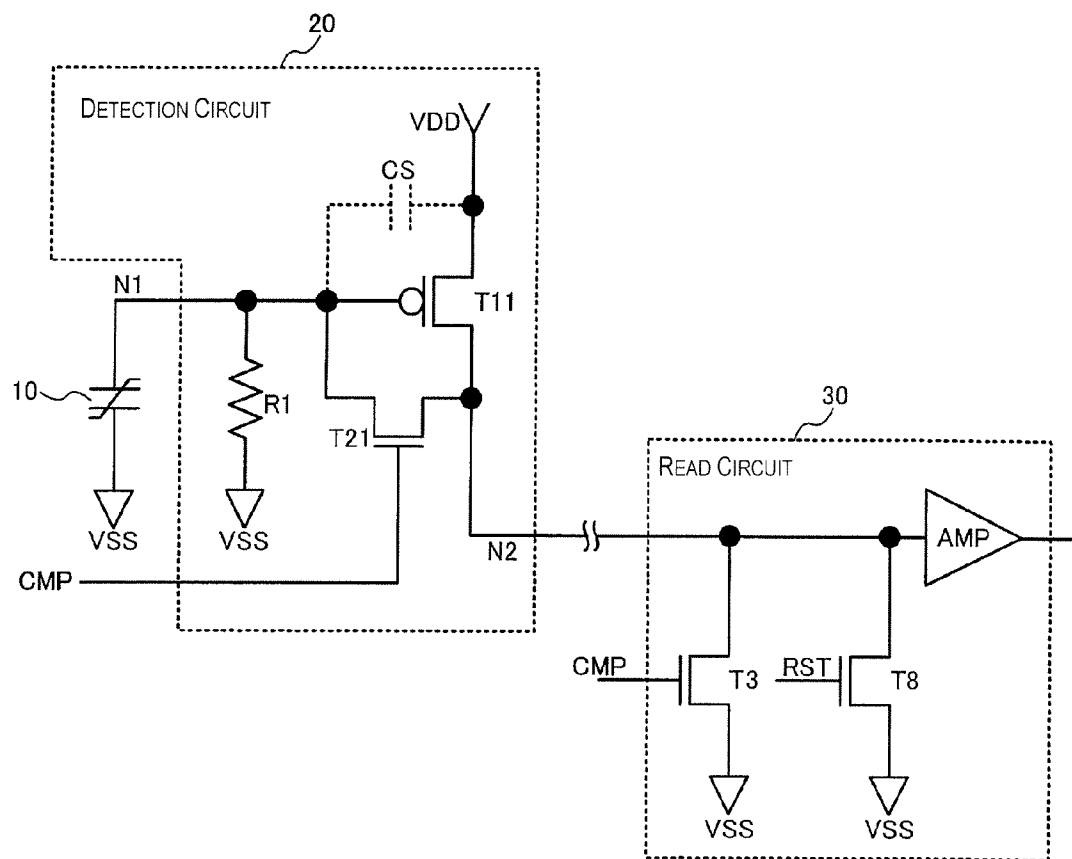 20
DETECTION CIRCUIT
VDD
CS
N1
T11
10
R1
T21
30
READ CIRCUIT
VSS
VSS
N2
AMP
CMP
CMP
T3
RST
T8
VSS
VSS